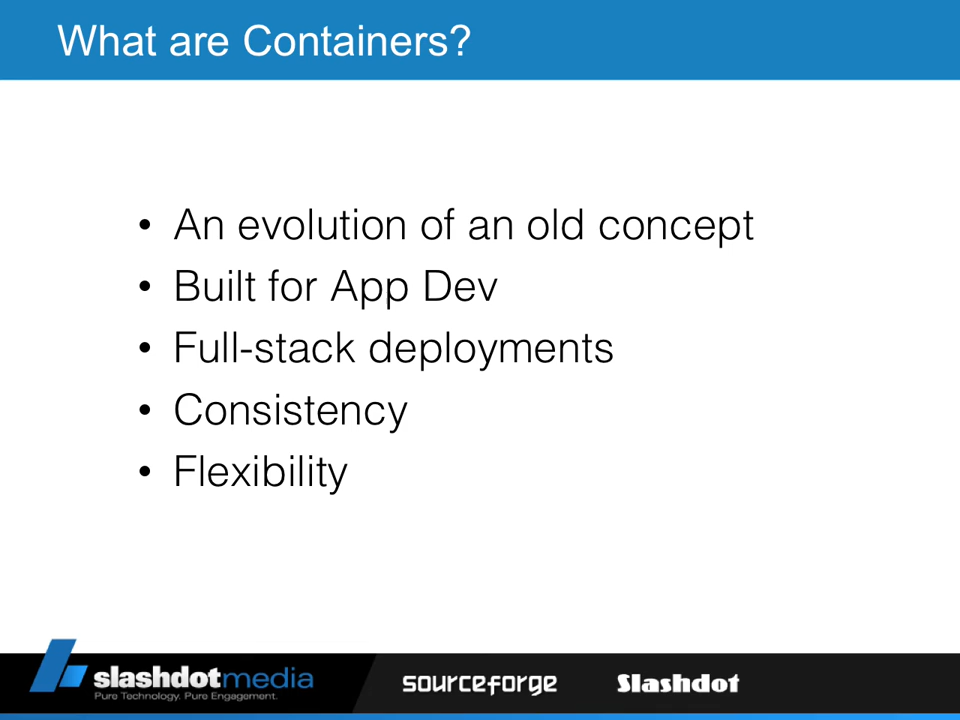 What are Containers?
• An evolution of an old concept
• Built for App Dev
• Full-stack deployments
• Consistency
• Flexibility
slashdotmedia
Pure Technology. Pure Engagement.
sourceforge
Slashdot